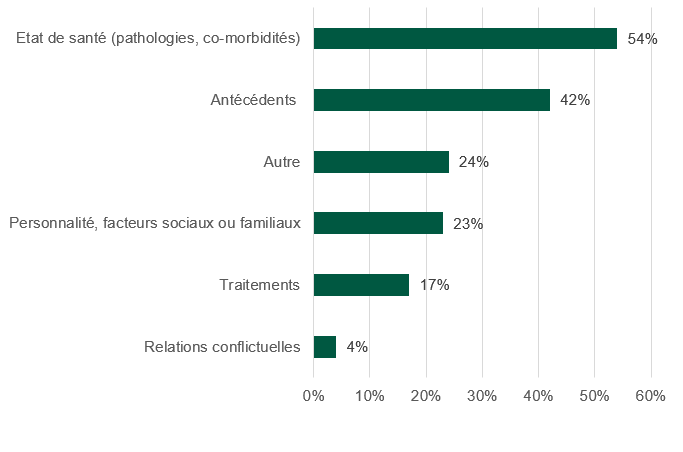 Etat de santé (pathologies, co-morbidités) 54%
Antécédents 42%
Autre 24%
Personnalité, facteurs sociaux ou familiaux 23%
Traitements 17%
Relations conflictuelles 4%
0% 10% 20% 30% 40% 50% 60%